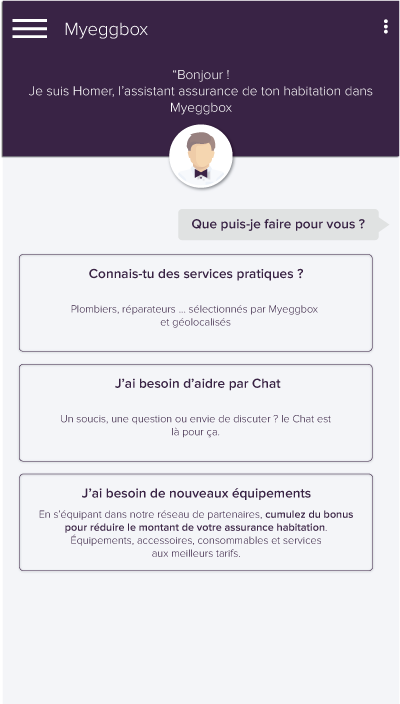 Myeggbox
“Bonjour !
Je suis Homer, l’assistant assurance de ton habitation dans
Myeggbox
Que puis-je faire pour vous ?
Connais-tu des services pratiques ?
Plombiers, réparateurs ... sélectionnés par Myeggbox
et géolocalisés
J’ai besoin d’aidre par Chat
Un soucis, une question ou envie de discuter ? le Chat est
là pour ça.
J’ai besoin de nouveaux équipements
En s’équipant dans notre réseau de partenaires, cumulez du bonus
pour réduire le montant de votre assurance habitation.
Équipements, accessoires, consommables et services
aux meilleurs tarifs.